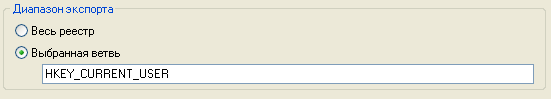 Диапазон экспорта
Весь реестр
Выбранная ветвь
HKEY_CURRENT_USER